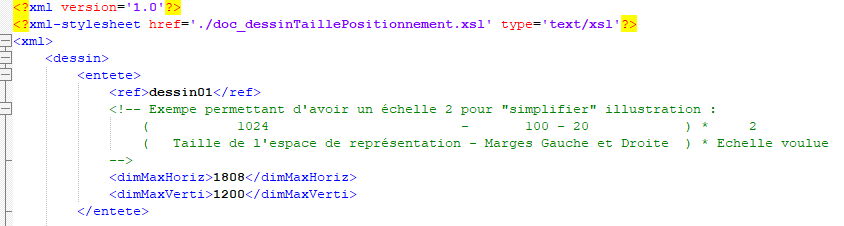 <?xml version='1.0'?>
<?xml-stylesheet href='./doc_dessinTaillePositionnement.xsl' type='text/xsl'?>
<xml>
<dessin>
<entete>
<ref>dessin01</ref>
<!-- Exempe permettant d'avoir un échelle 2 pour "simplifier" illustration :
( 1024 - 100 - 20 ) * 2
( Taille de l'espace de représentation - Marges Gauche et Droite ) * Echelle voulue
-->
<dimMaxHoriz>1808</dimMaxHoriz>
<dimMaxVerti>1200</dimMaxVerti>
</entete>